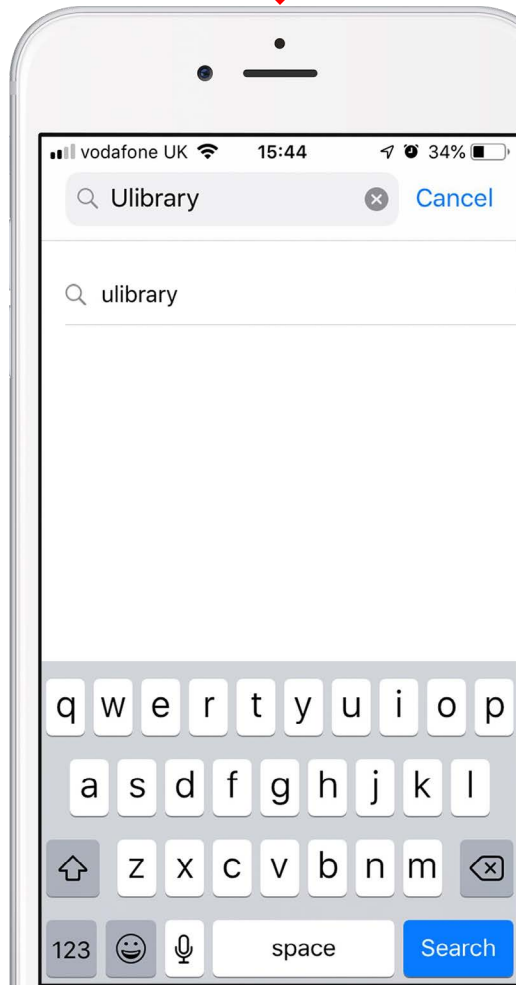 vodafone UK 15:44 34%
Ulibrary Cancel
ulibrary
q w e r t y u i o p
a s d f g h j k l
z x c v b n m
123 space Search